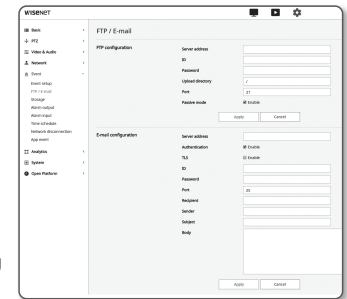 WISENET
Basic
PTZ
Video & Audio
Network
Event
Event setup
FTP / E-mail
Storage
Alarm output
Alarm input
Time schedule
Network disconnection
App event
Analytics
System
Open Platform
FTP / E-mail
FTP configuration
Server address
ID
Password
Upload directory /
Port 21
Passive mode Enable
Apply Cancel
E-mail configuration
Server address
Authentication Enable
TLS Enable
ID
Password
Port 25
Recipient
Sender
Subject
Body
Apply Cancel